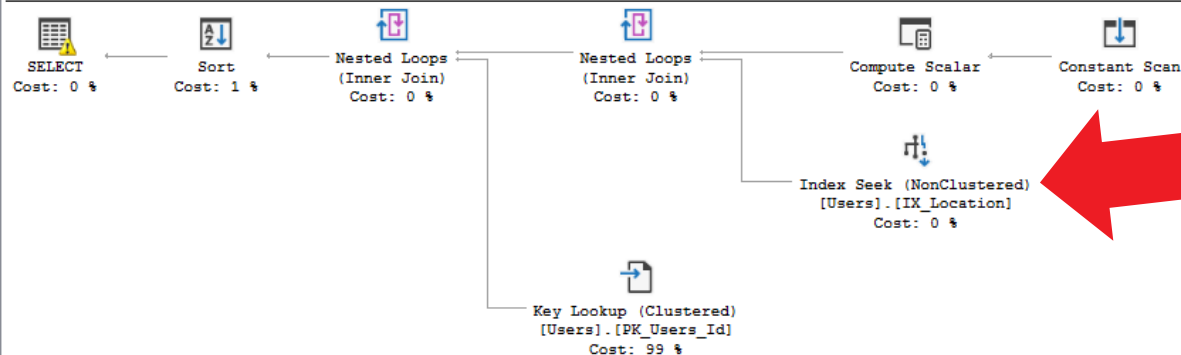 SELECT
Cost: 0 %
Sort
Cost: 1 %
Nested Loops
(Inner Join)
Cost: 0 %
Nested Loops
(Inner Join)
Cost: 0 %
Compute Scalar
Cost: 0 %
Constant Scan
Cost: 0 %
Index Seek (NonClustered)
[Users].[IX_Location]
Cost: 0 %
Key Lookup (Clustered)
[Users].[PK_Users_Id]
Cost: 99 %